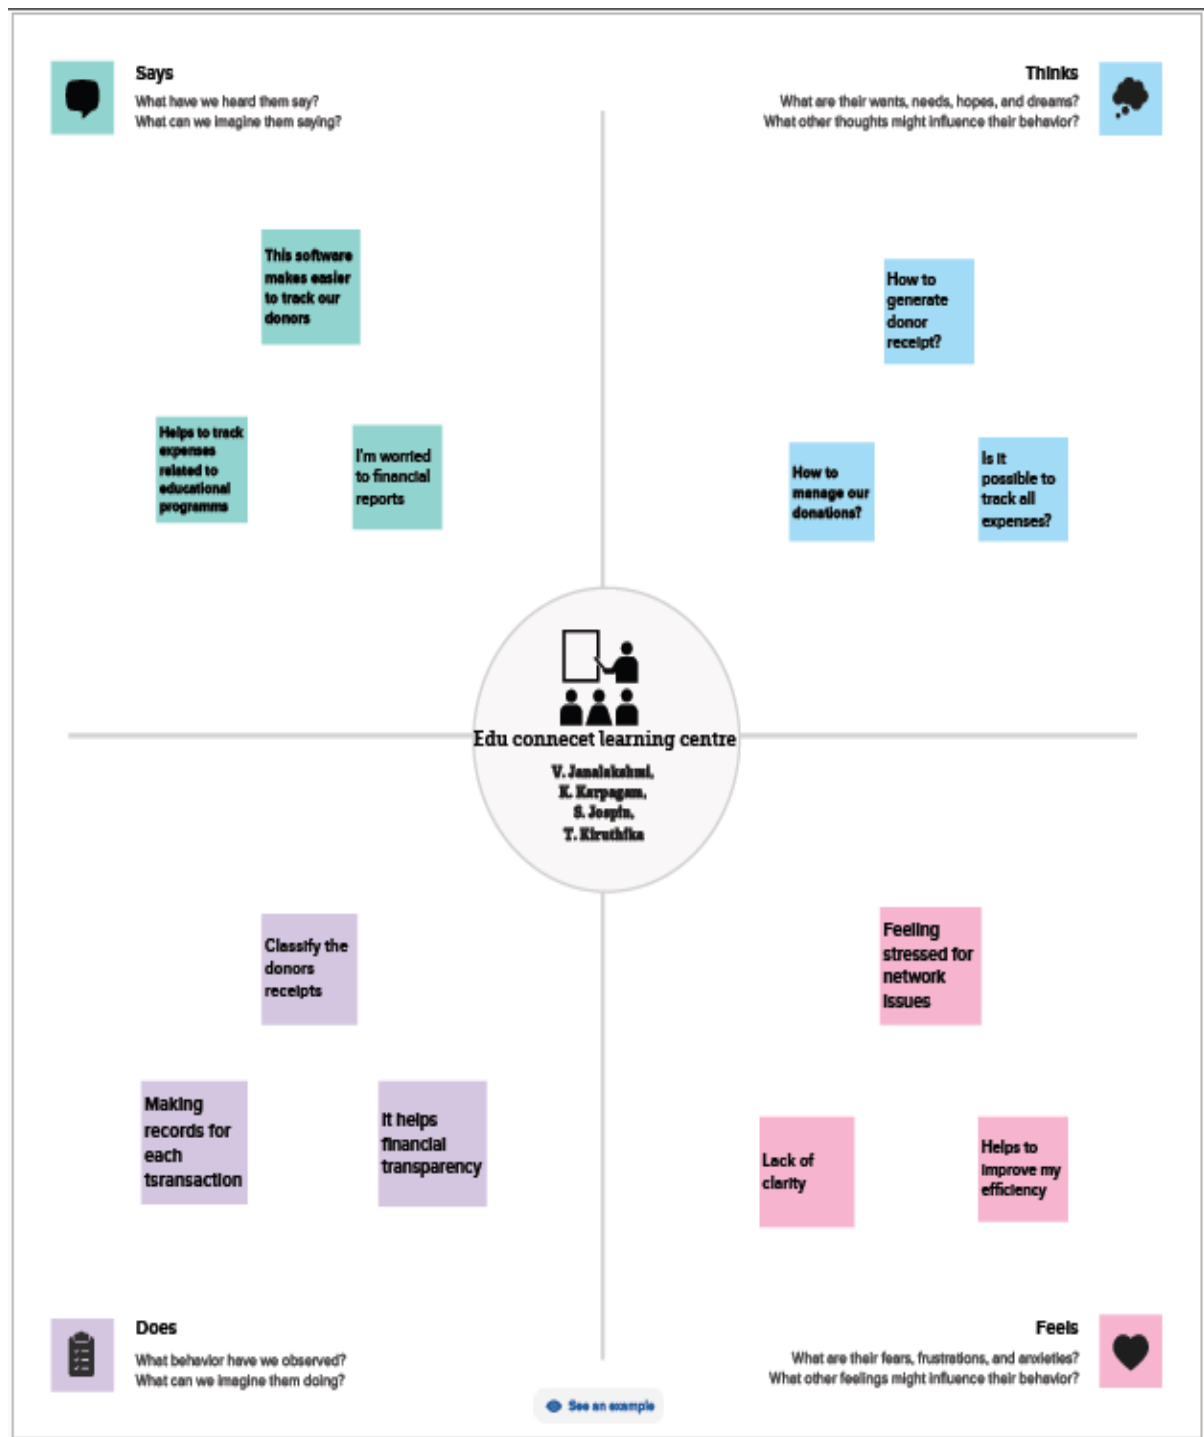 Says
What have we heard them say?
What can we imagine them saying?
Thinks
What are their wants, needs, hopes, and dreams?
What other thoughts might influence their behavior?
This software
makes easier
to track our
donors
Helps to track
expenses
related to
educational
programms
I'm worried
to financial
reports
How to
generate
donor
receipt?
How to
manage our
donations?
Is it
possible to
track all
expenses?
Edu connecet learning centre
V. Janalakshmi,
K. Karpagam,
S. Jospin,
T. Kiruthika
Classify the
donors
receipts
Making
records for
each
tsransaction
It helps
financial
transparency
Feeling
stressed for
network
issues
Lack of
clarity
Helps to
improve my
efficiency
Does
What behavior have we observed?
What can we imagine them doing?
Feels
What are their fears, frustrations, and anxieties?
What other feelings might influence their behavior?
See an example